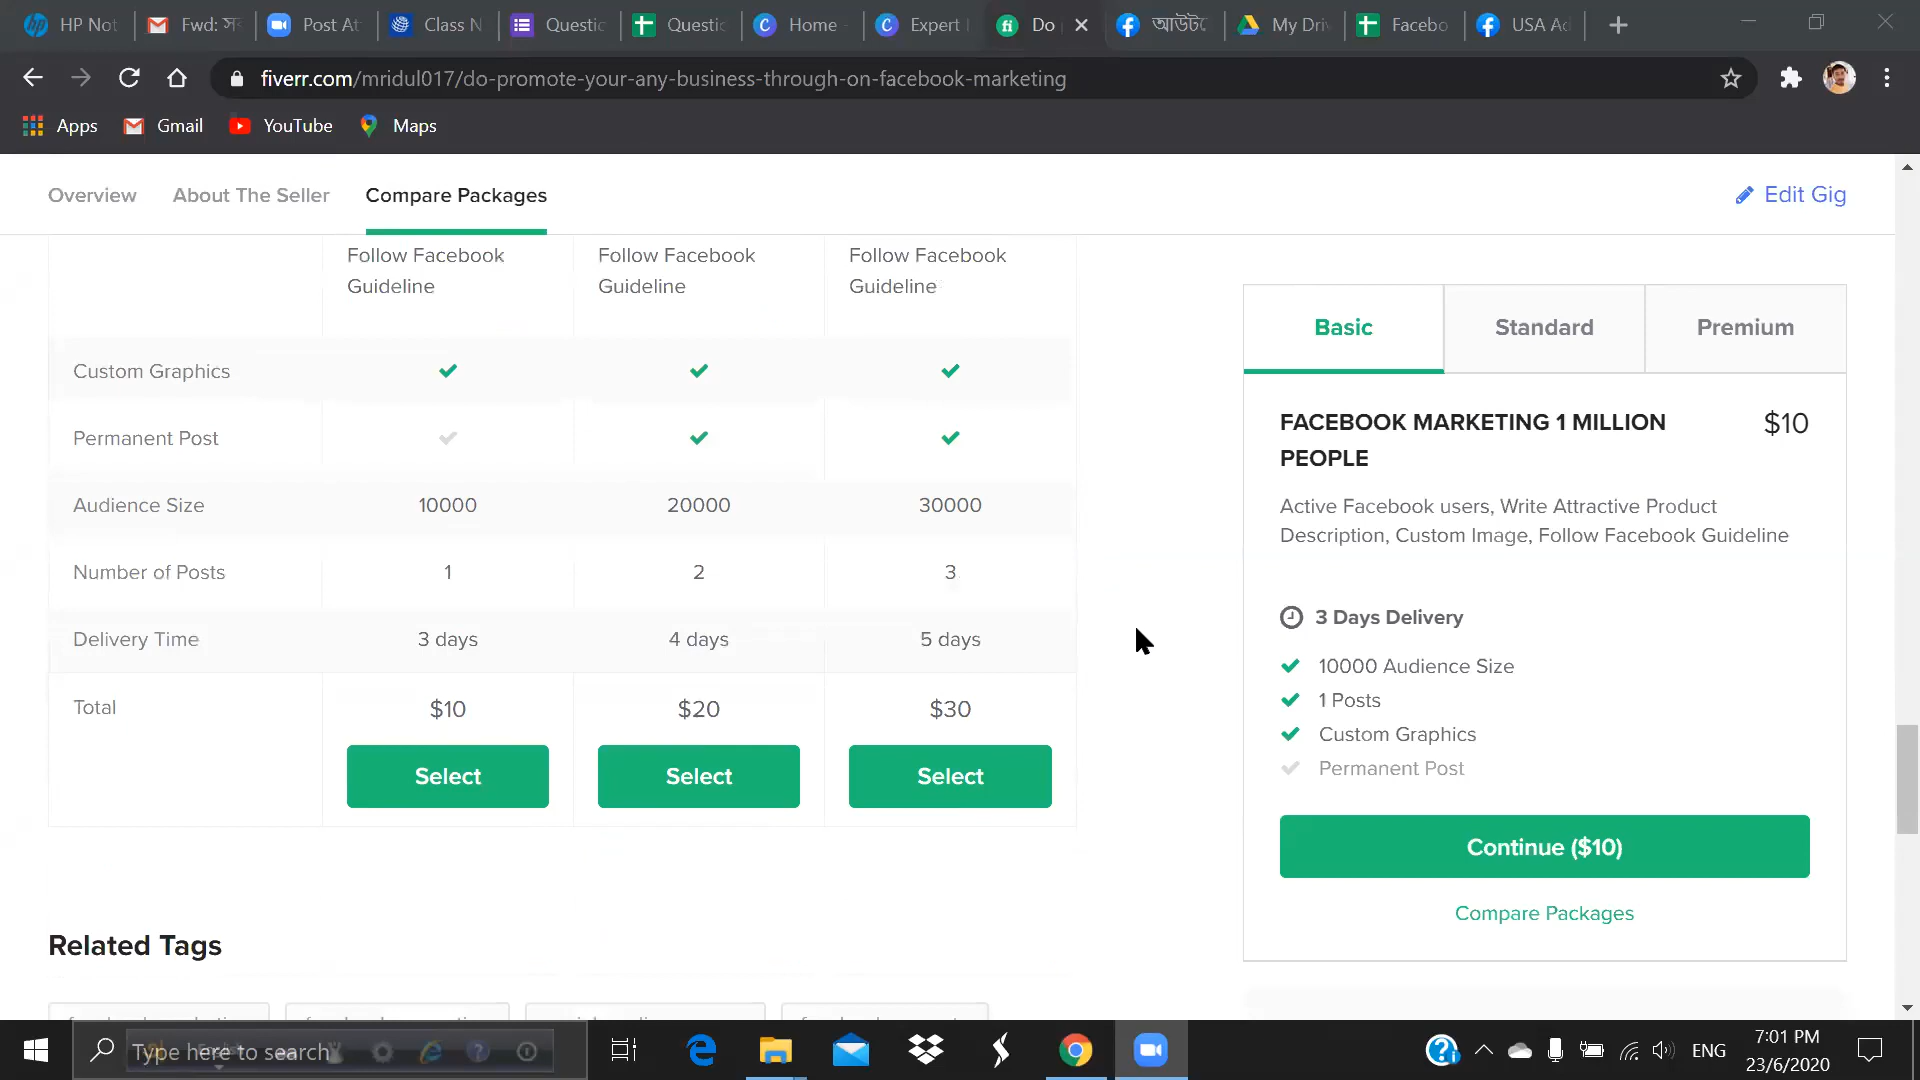 HP Not
Fwd: সব
Post At
Class N
Questic
Questic
Home -
Expert I
Do
আউট
My Driv
Facebo
USA Ad
fiverr.com/mridul017/do-promote-your-any-business-through-on-facebook-marketing
Apps
Gmail
YouTube
Maps
Overview
About The Seller
Compare Packages
Edit Gig
Follow Facebook
Guideline
Follow Facebook
Guideline
Follow Facebook
Guideline
Custom Graphics
Permanent Post
Audience Size 10000 20000 30000
Number of Posts 1 2 3
Delivery Time 3 days 4 days 5 days
Total $10 $20 $30
Select Select Select
Related Tags
Basic Standard Premium
FACEBOOK MARKETING 1 MILLION $10
PEOPLE
Active Facebook users, Write Attractive Product
Description, Custom Image, Follow Facebook Guideline
3 Days Delivery
10000 Audience Size
1 Posts
Custom Graphics
Permanent Post
Continue ($10)
Compare Packages
Type here to search
ENG
7:01 PM
23/6/2020